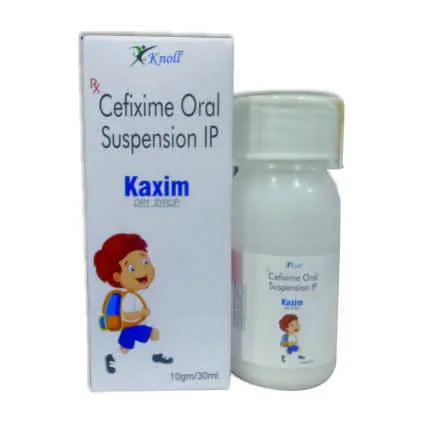 Knoll
Rx
Cefixime Oral
Suspension IP
Kaxim
DRY SYRUP
10gm/30ml.
Cefixime Oral
Suspension IP
Kaxim